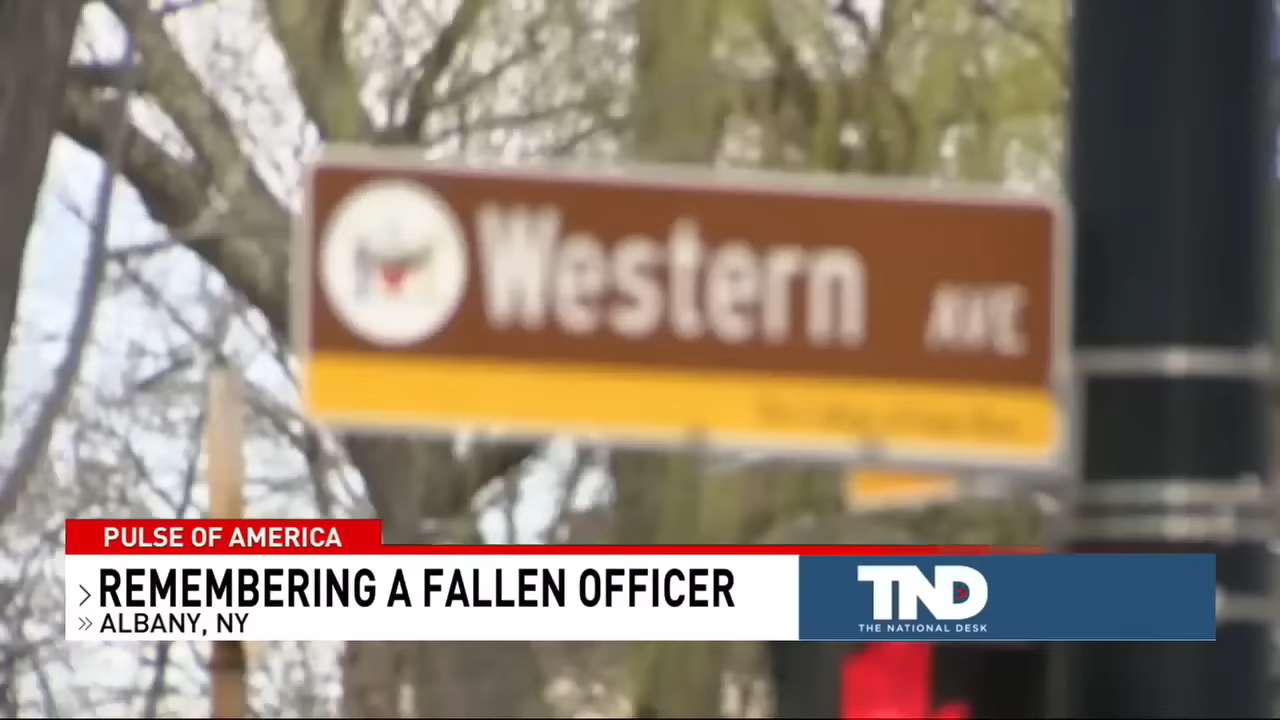 Western AVE
PULSE OF AMERICA
REMEMBERING A FALLEN OFFICER
ALBANY, NY
TND
THE NATIONAL DESK